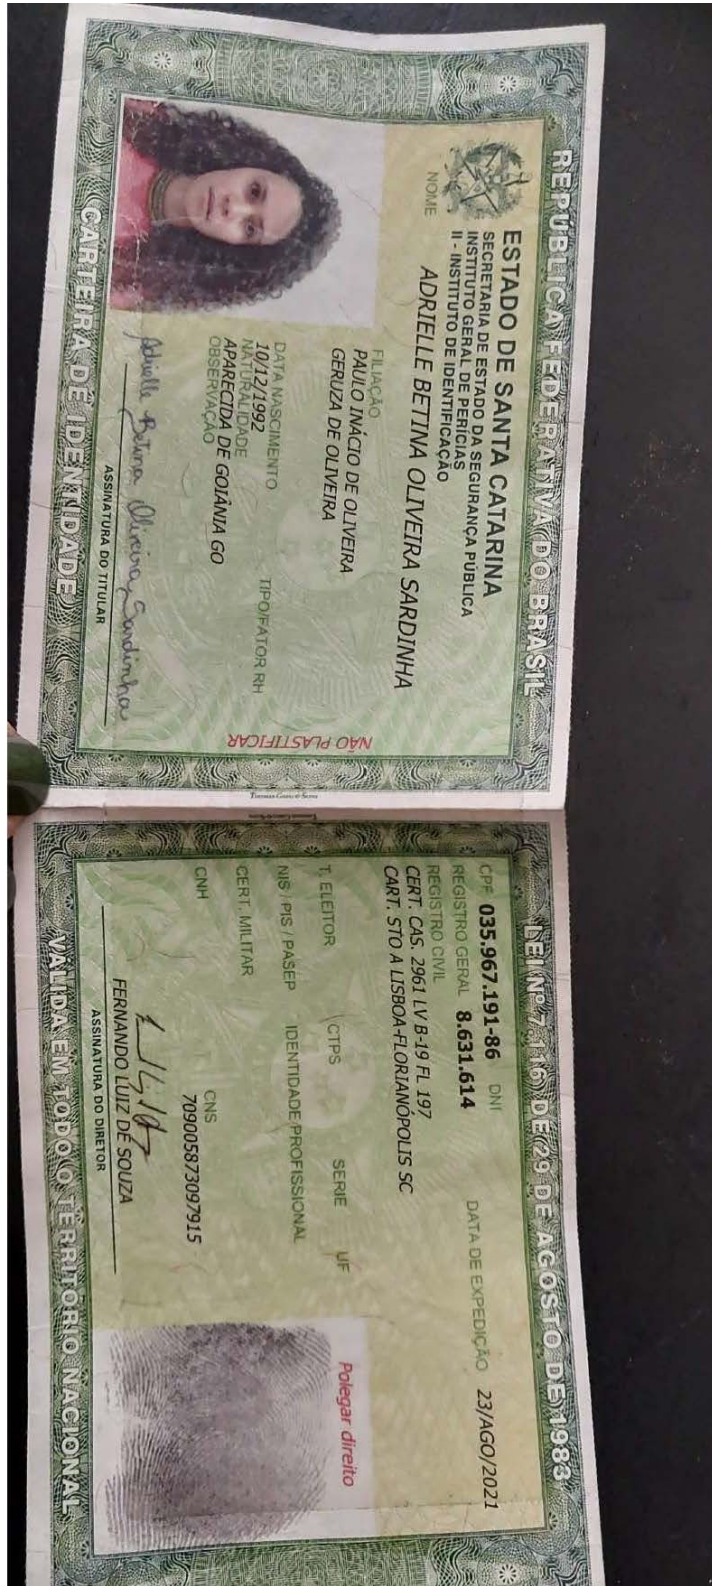 REPÚBLICA FEDERATIVA DO BRASIL
ESTADO DE SANTA CATARINA
SECRETARIA DE ESTADO DA SEGURANÇA PÚBLICA
INSTITUTO GERAL DE PERÍCIAS
II - INSTITUTO DE IDENTIFICAÇÃO
NOME ADRIELLE BETINA OLIVEIRA SARDINHA
FILIAÇÃO
PAULO INÁCIO DE OLIVEIRA
GERUZA DE OLIVEIRA
DATA NASCIMENTO TIPO/FATOR RH
10/12/1992
NATURALIDADE
APARECIDA DE GOIÂNIA GO
OBSERVAÇÃO
NÃO PLASTIFICAR
Adrielle Betina Oliveira Sardinha
ASSINATURA DO TITULAR
CARTEIRA DE IDENTIDADE
LEI Nº 7.116 DE 29 DE AGOSTO DE 1983
CPF 035.967.191-86 DNI
REGISTRO GERAL 8.631.614 DATA DE EXPEDIÇÃO 23/AGO/2021
REGISTRO CIVIL
CERT. CAS. 2961 LV B-19 FL 197
CART. STO A LISBOA-FLORIANÓPOLIS SC
T. ELEITOR CTPS SERIE UF
NIS / PIS / PASEP IDENTIDADE PROFISSIONAL
CERT. MILITAR
CNH CNS
709005873097915
Polegar direito
FERNANDO LUIZ DE SOUZA
ASSINATURA DO DIRETOR
VÁLIDA EM TODO O TERRITÓRIO NACIONAL